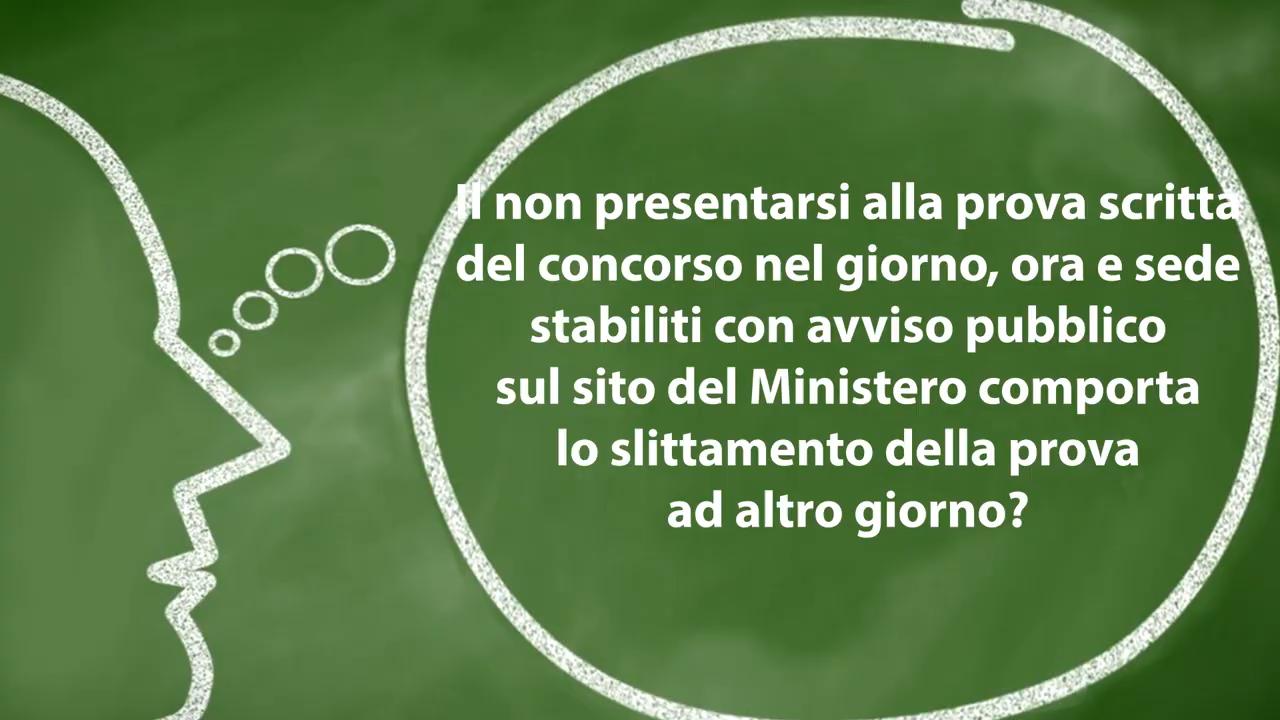 Il non presentarsi alla prova scritta
del concorso nel giorno, ora e sede
stabiliti con avviso pubblico
sul sito del Ministero comporta
lo slittamento della prova
ad altro giorno?